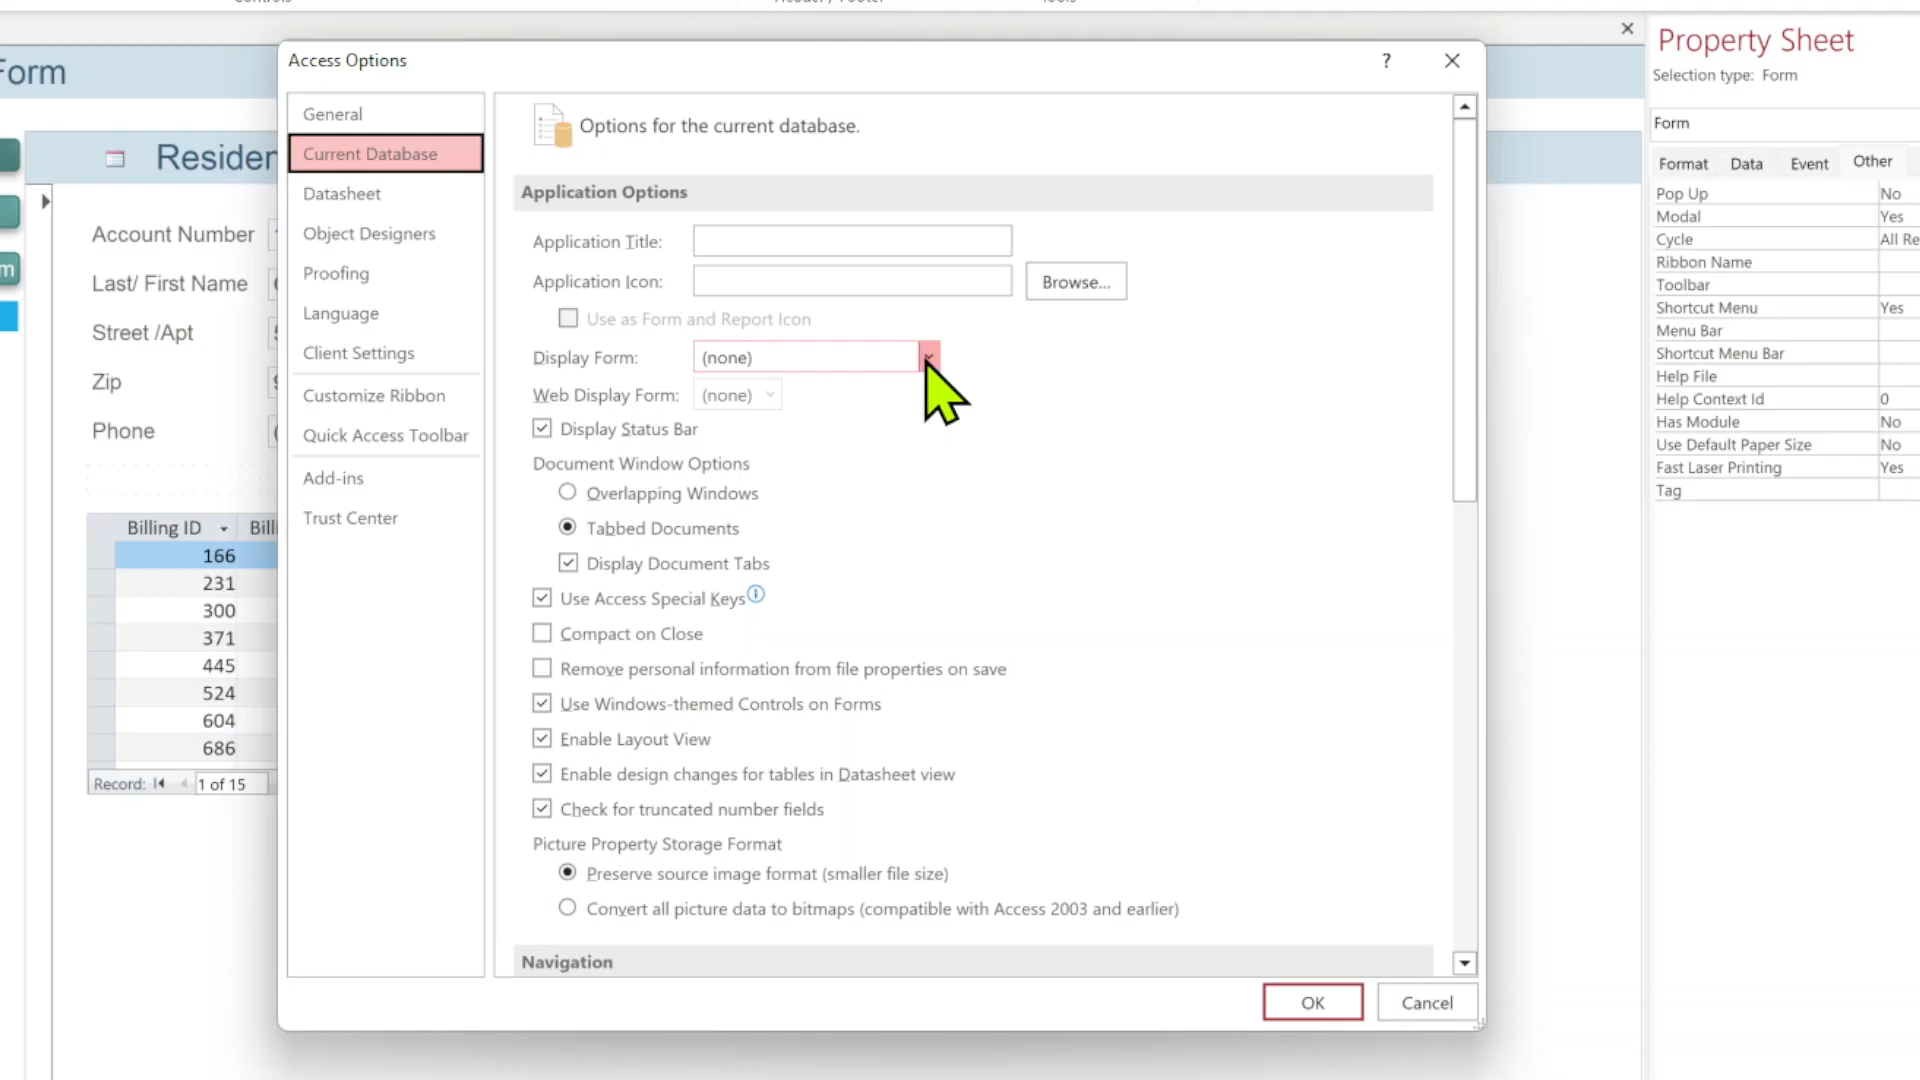 Access Options
?
Form
Residen
Account Number
Last/ First Name
Street /Apt
Zip
Phone
Billing ID
Bill
166
231
300
371
445
524
604
686
Record:
1 of 15
General
Current Database
Datasheet
Object Designers
Proofing
Language
Client Settings
Customize Ribbon
Quick Access Toolbar
Add-ins
Trust Center
Options for the current database.
Application Options
Application Title:
Application Icon:
Browse...
Use as Form and Report Icon
Display Form:
(none)
Web Display Form:
(none)
Display Status Bar
Document Window Options
Overlapping Windows
Tabbed Documents
Display Document Tabs
Use Access Special Keys
Compact on Close
Remove personal information from file properties on save
Use Windows-themed Controls on Forms
Enable Layout View
Enable design changes for tables in Datasheet view
Check for truncated number fields
Picture Property Storage Format
Preserve source image format (smaller file size)
Convert all picture data to bitmaps (compatible with Access 2003 and earlier)
Navigation
OK
Cancel
Property Sheet
Selection type: Form
Form
Format Data Event Other
Pop Up No
Modal Yes
Cycle All Re
Ribbon Name
Toolbar
Shortcut Menu Yes
Menu Bar
Shortcut Menu Bar
Help File
Help Context Id 0
Has Module No
Use Default Paper Size No
Fast Laser Printing Yes
Tag